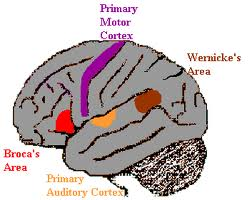 Primary
Motor
Cortex
Wernicke's
Area
Broca's
Area
Primary
Auditory Cortex